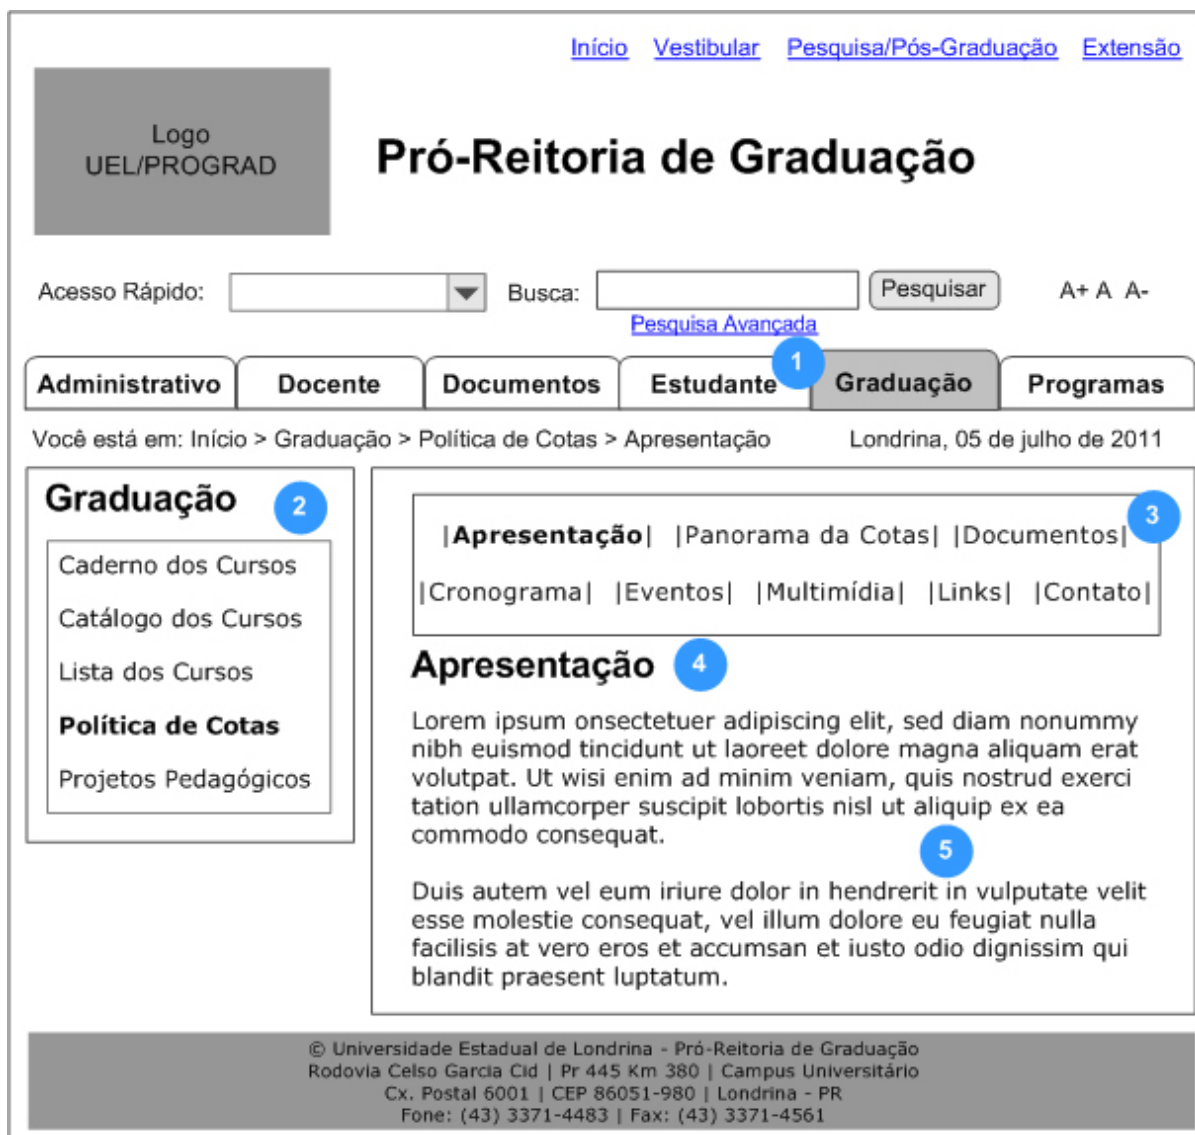 Início Vestibular Pesquisa/Pós-Graduação Extensão
Logo
UEL/PROGRAD
Pró-Reitoria de Graduação
Acesso Rápido: Busca: Pesquisar A+ A A-
Pesquisa Avançada
1
Administrativo Docente Documentos Estudante Graduação Programas
Você está em: Início > Graduação > Política de Cotas > Apresentação Londrina, 05 de julho de 2011
Graduação 2
Caderno dos Cursos
Catálogo dos Cursos
Lista dos Cursos
Política de Cotas
Projetos Pedagógicos
3
|Apresentação| |Panorama da Cotas| |Documentos|
|Cronograma| |Eventos| |Multimídia| |Links| |Contato|
Apresentação 4
Lorem ipsum onsectetuer adipiscing elit, sed diam nonummy
nibh euismod tincidunt ut laoreet dolore magna aliquam erat
volutpat. Ut wisi enim ad minim veniam, quis nostrud exerci
tation ullamcorper suscipit lobortis nisl ut aliquip ex ea
commodo consequat.
5
Duis autem vel eum iriure dolor in hendrerit in vulputate velit
esse molestie consequat, vel illum dolore eu feugiat nulla
facilisis at vero eros et accumsan et iusto odio dignissim qui
blandit praesent luptatum.
© Universidade Estadual de Londrina - Pró-Reitoria de Graduação
Rodovia Celso Garcia Cid | Pr 445 Km 380 | Campus Universitário
Cx. Postal 6001 | CEP 86051-980 | Londrina - PR
Fone: (43) 3371-4483 | Fax: (43) 3371-4561